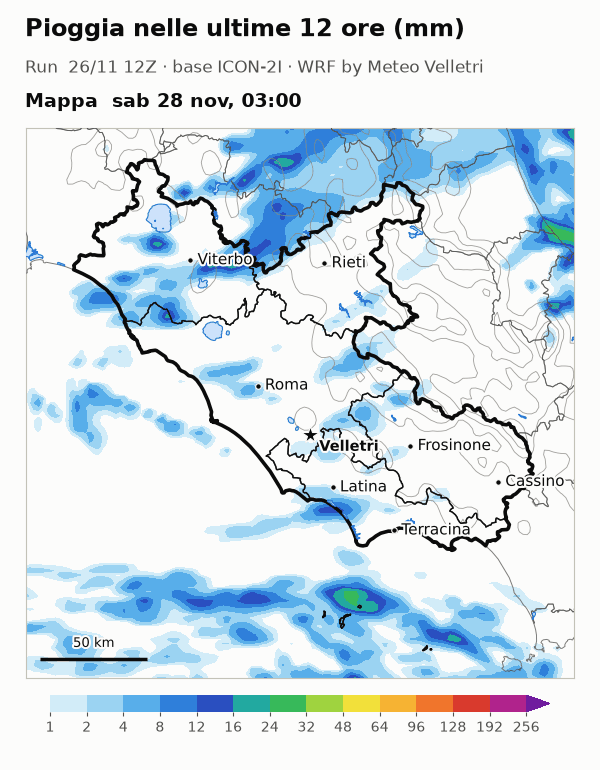 Pioggia nelle ultime 12 ore (mm)
Run  26/11 12Z · base ICON-2I · WRF by Meteo Velletri
Mappa  sab 28 nov, 03:00
Viterbo
Rieti
Roma
Velletri
Frosinone
Latina
Cassino
Terracina
50 km
1 2 4 8 12 16 24 32 48 64 96 128 192 256